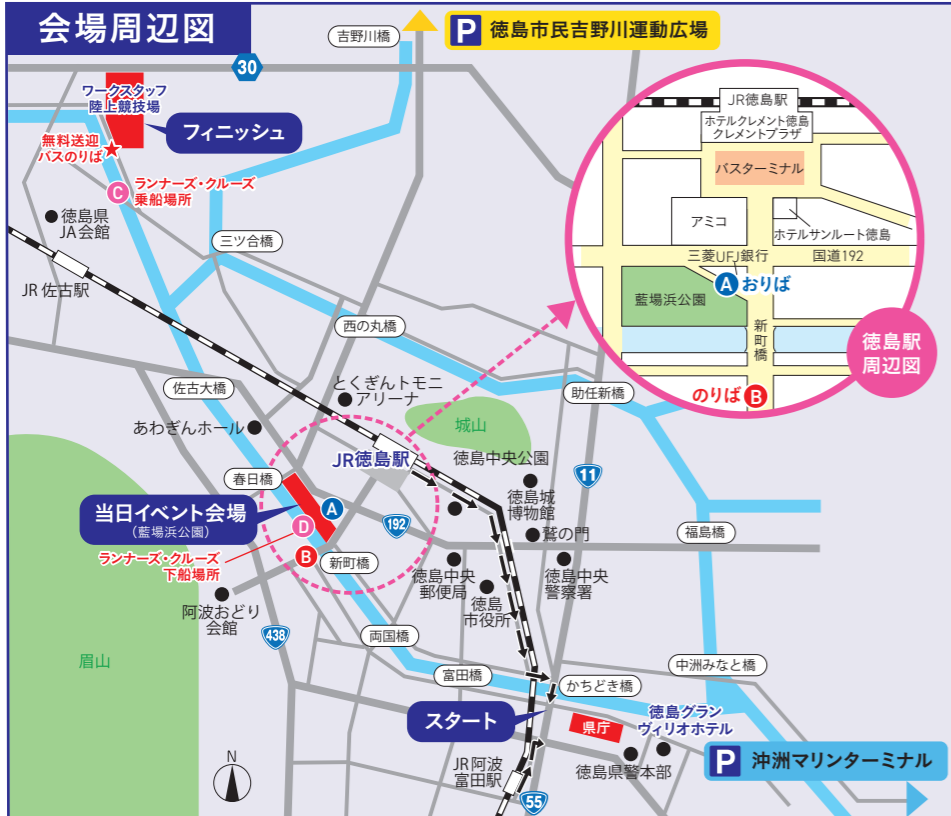 会場周辺図
吉野川橋
P 徳島市民吉野川運動広場
30
ワークスタッフ
陸上競技場
フィニッシュ
無料送迎
バスのりば
C ランナーズ・クルーズ
乗船場所
徳島県
JA会館
三ツ合橋
JR 佐古駅
西の丸橋
佐古大橋
とくぎんトモニ
アリーナ
助任新橋
あわぎんホール
城山
JR徳島駅
徳島中央公園
春日橋
11
徳島城
博物館
当日イベント会場
(藍場浜公園)
A
D
192
鷲の門
福島橋
ランナーズ・クルーズ
下船場所
B
新町橋
徳島中央
郵便局
徳島
市役所
徳島中央
警察署
阿波おどり
会館
438
両国橋
眉山
富田橋
中洲みなと橋
かちどき橋
スタート
県庁
徳島グラン
ヴィリオホテル
N
JR阿波
富田駅
徳島県警本部
P 沖洲マリンターミナル
55
JR徳島駅
ホテルクレメント徳島
クレメントプラザ
バスターミナル
アミコ
ホテルサンルート徳島
三菱UFJ銀行
国道192
A おりば
藍場浜公園
新町橋
のりば B
徳島駅
周辺図